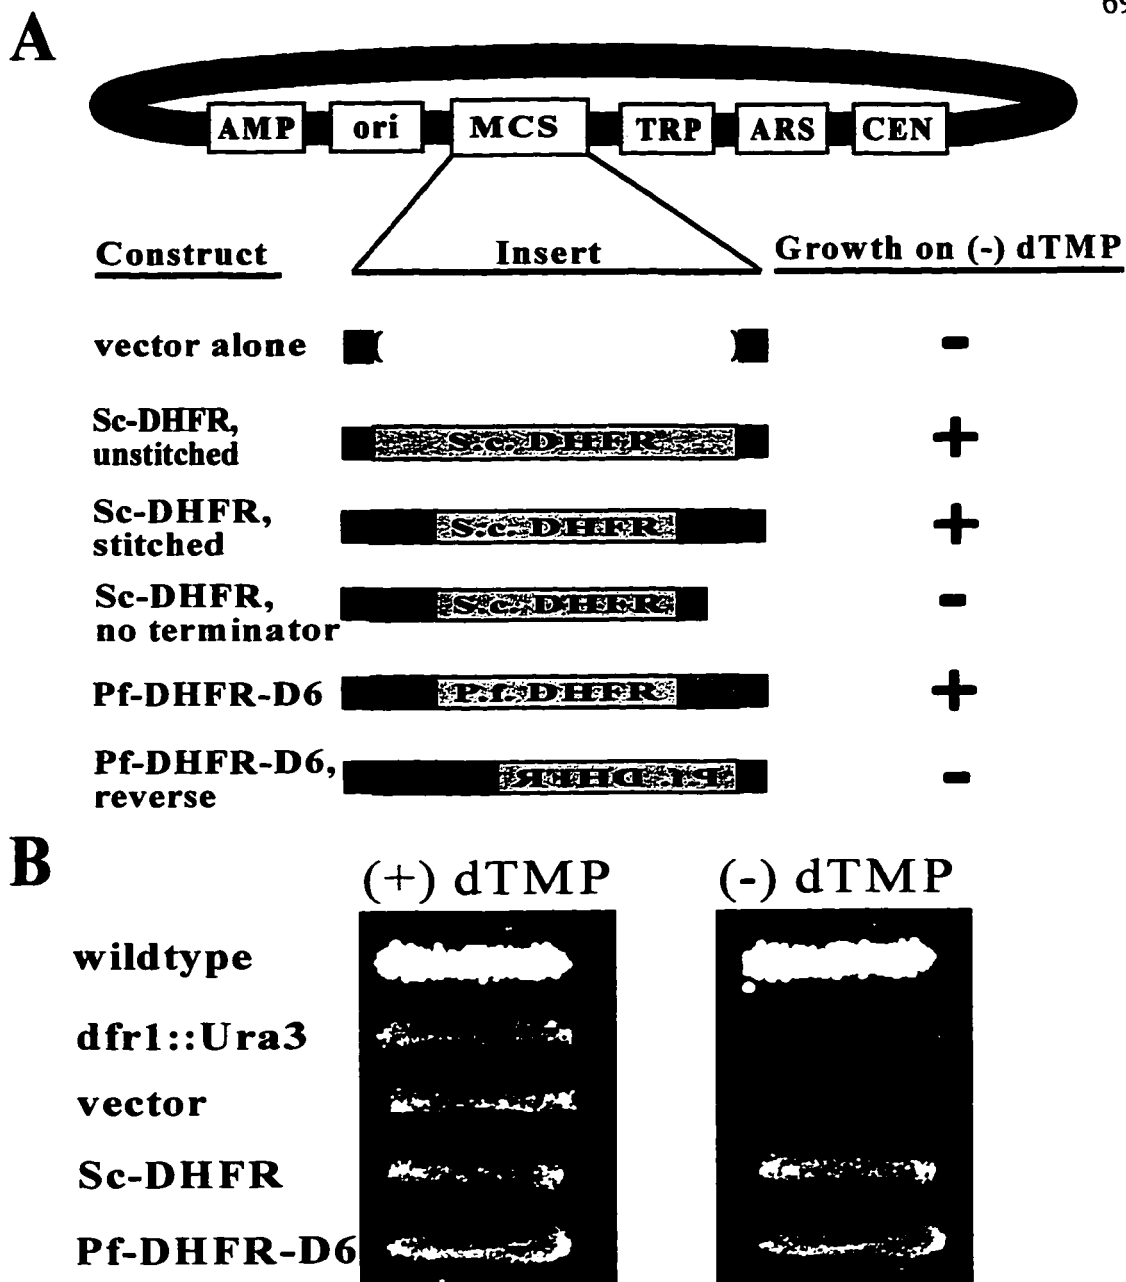 69
A
AMP ori MCS TRP ARS CEN
Construct Insert Growth on (-) dTMP
vector alone -
Sc-DHFR,
unstitched S.c. DHFR +
Sc-DHFR,
stitched S.c. DHFR +
Sc-DHFR,
no terminator S.c. DHFR -
Pf-DHFR-D6 P.f. DHFR +
Pf-DHFR-D6,
reverse P.f. DHFR -
B
(+) dTMP (-) dTMP
wildtype
dfr1::Ura3
vector
Sc-DHFR
Pf-DHFR-D6